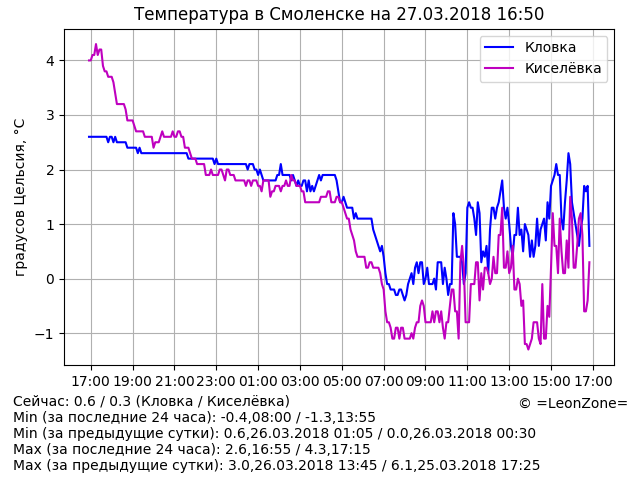 Температура в Смоленске на 27.03.2018 16:50
Кловка
Киселёвка
градусов Цельсия, °C
4
3
2
1
0
−1
17:00 19:00 21:00 23:00 01:00 03:00 05:00 07:00 09:00 11:00 13:00 15:00 17:00
Сейчас: 0.6 / 0.3 (Кловка / Киселёвка)
© =LeonZone=
Min (за последние 24 часа): -0.4,08:00 / -1.3,13:55
Min (за предыдущие сутки): 0.6,26.03.2018 01:05 / 0.0,26.03.2018 00:30
Max (за последние 24 часа): 2.6,16:55 / 4.3,17:15
Max (за предыдущие сутки): 3.0,26.03.2018 13:45 / 6.1,25.03.2018 17:25